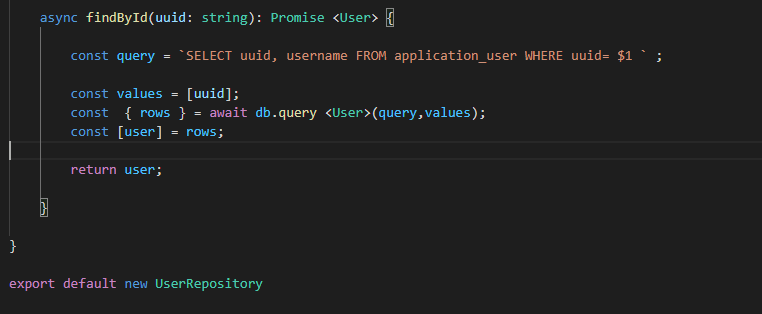 async findById(uuid: string): Promise <User> {
const query = `SELECT uuid, username FROM application_user WHERE uuid= $1 ` ;
const values = [uuid];
const  { rows } = await db.query <User>(query,values);
const [user] = rows;
return user;
}
}
export default new UserRepository